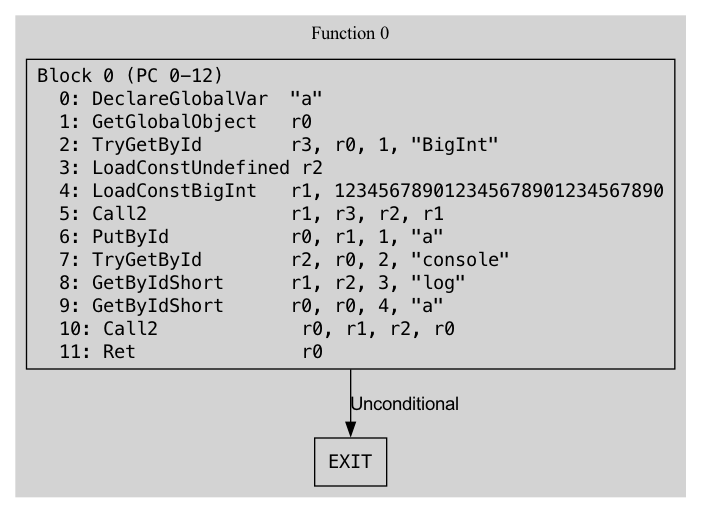 Function 0
Block 0 (PC 0-12)
0: DeclareGlobalVar "a"
1: GetGlobalObject r0
2: TryGetById r3, r0, 1, "BigInt"
3: LoadConstUndefined r2
4: LoadConstBigInt r1, 123456789012345678901234567890
5: Call2 r1, r3, r2, r1
6: PutById r0, r1, 1, "a"
7: TryGetById r2, r0, 2, "console"
8: GetByIdShort r1, r2, 3, "log"
9: GetByIdShort r0, r0, 4, "a"
10: Call2 r0, r1, r2, r0
11: Ret r0
Unconditional
EXIT